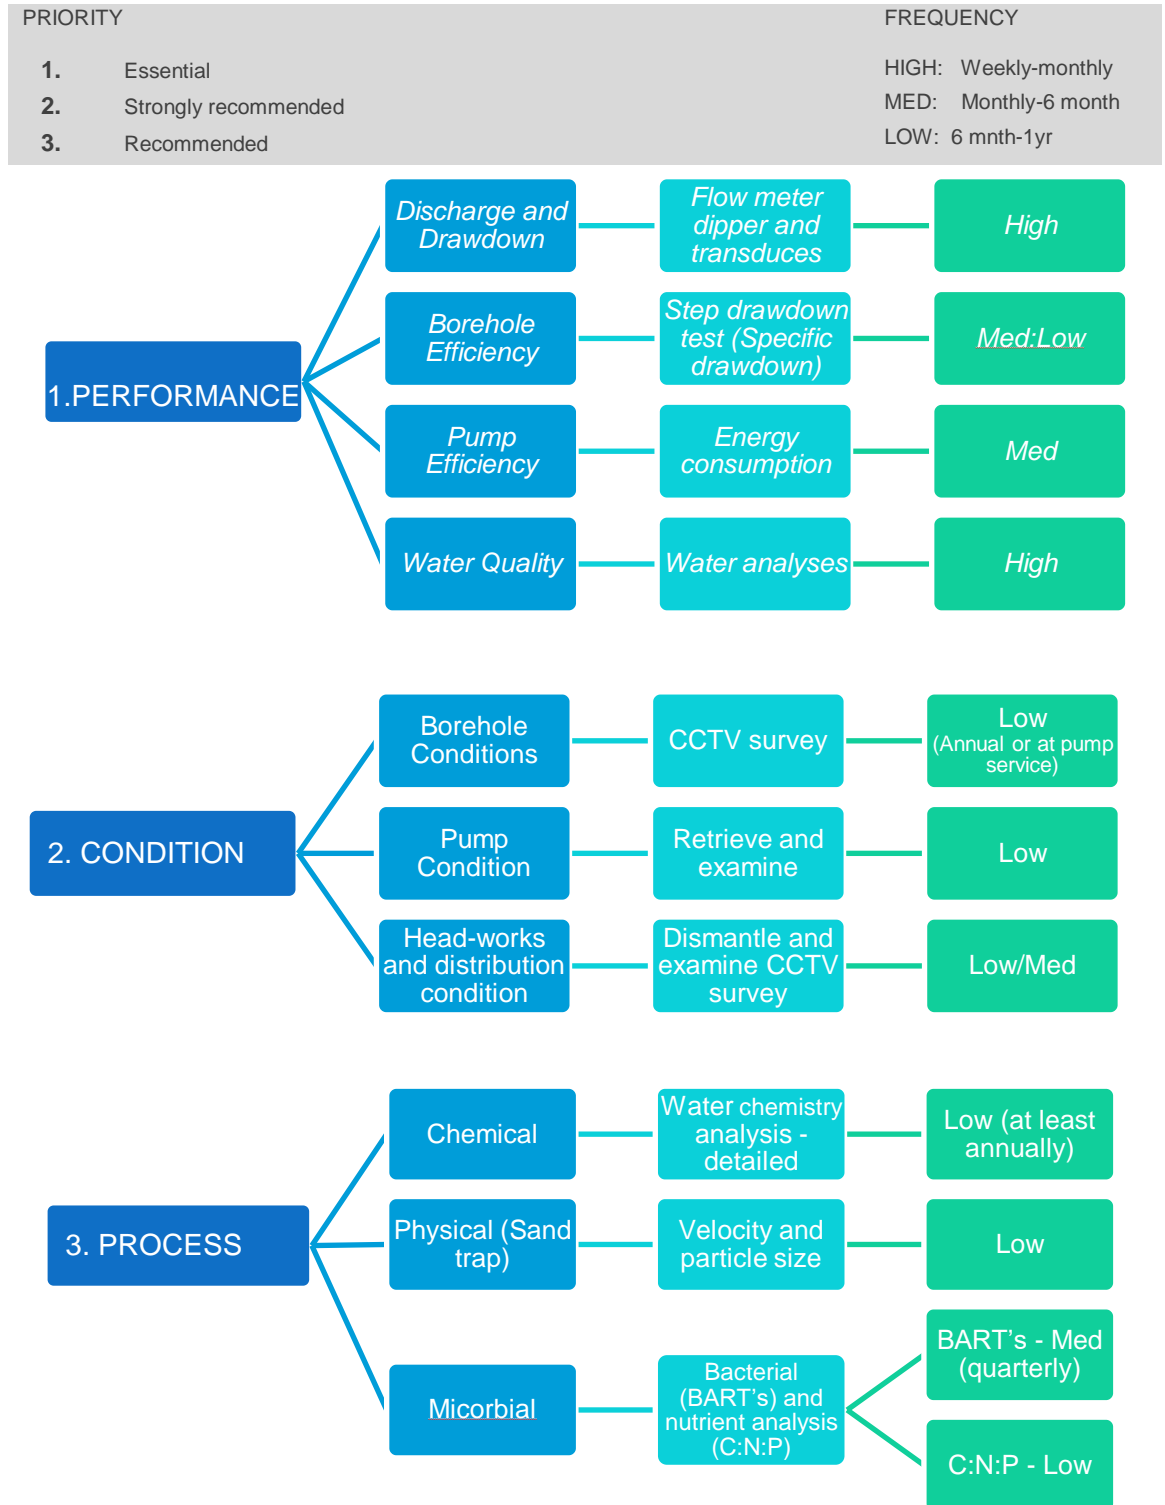 PRIORITY
FREQUENCY
1. Essential
HIGH: Weekly-monthly
2. Strongly recommended
MED: Monthly-6 month
3. Recommended
LOW: 6 mnth-1yr
1.PERFORMANCE
Discharge and
Drawdown
Flow meter
dipper and
transduces
High
Borehole
Efficiency
Step drawdown
test (Specific
drawdown)
Med:Low
Pump
Efficiency
Energy
consumption
Med
Water Quality
Water analyses
High
2. CONDITION
Borehole
Conditions
CCTV survey
Low
(Annual or at pump
service)
Pump
Condition
Retrieve and
examine
Low
Head-works
and distribution
condition
Dismantle and
examine CCTV
survey
Low/Med
3. PROCESS
Chemical
Water chemistry
analysis -
detailed
Low (at least
annually)
Physical (Sand
trap)
Velocity and
particle size
Low
Micorbial
Bacterial
(BART’s) and
nutrient analysis
(C:N:P)
BART’s - Med
(quarterly)
C:N:P - Low